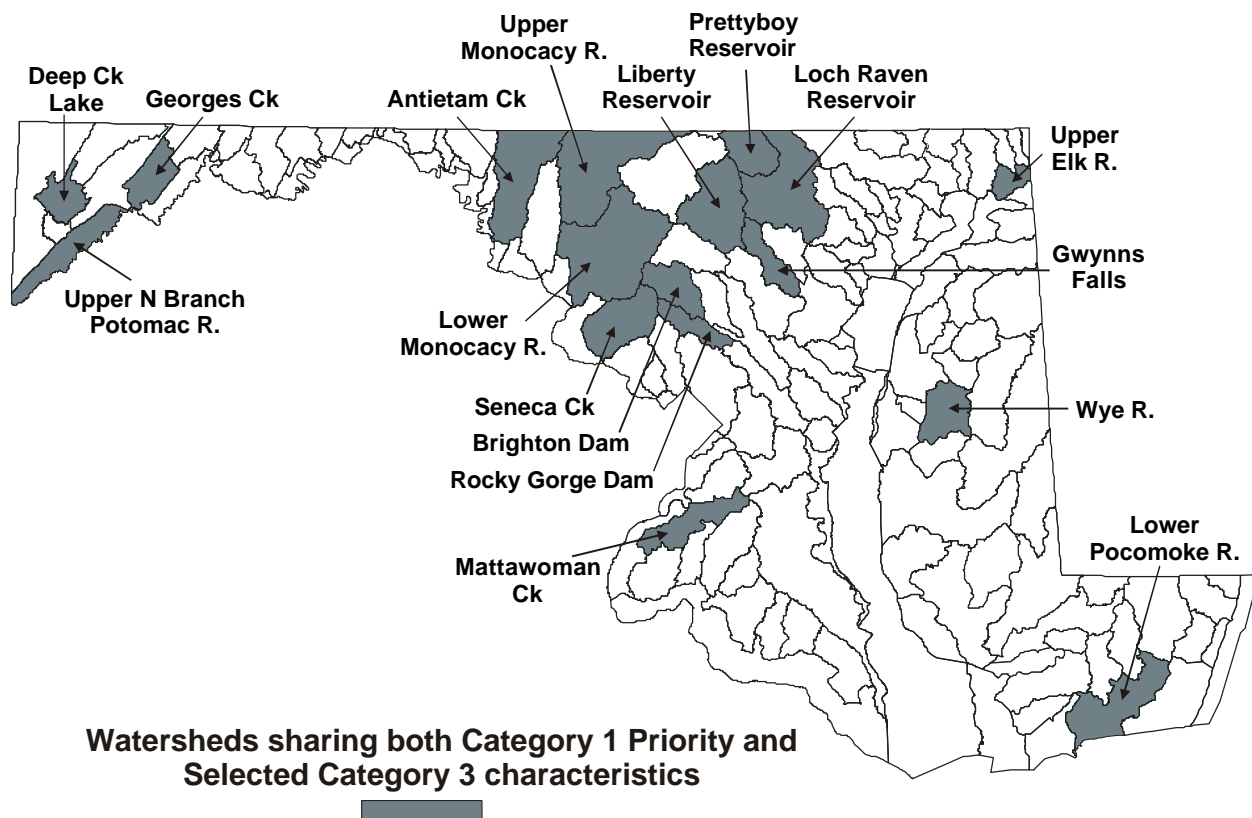 Upper
Monocacy R.
Prettyboy
Reservoir
Deep Ck
Lake
Georges Ck
Antietam Ck
Liberty
Reservoir
Loch Raven
Reservoir
Upper
Elk R.
Gwynns
Falls
Upper N Branch
Potomac R.
Lower
Monocacy R.
Seneca Ck
Brighton Dam
Rocky Gorge Dam
Wye R.
Mattawoman
Ck
Lower
Pocomoke R.
Watersheds sharing both Category 1 Priority and
Selected Category 3 characteristics